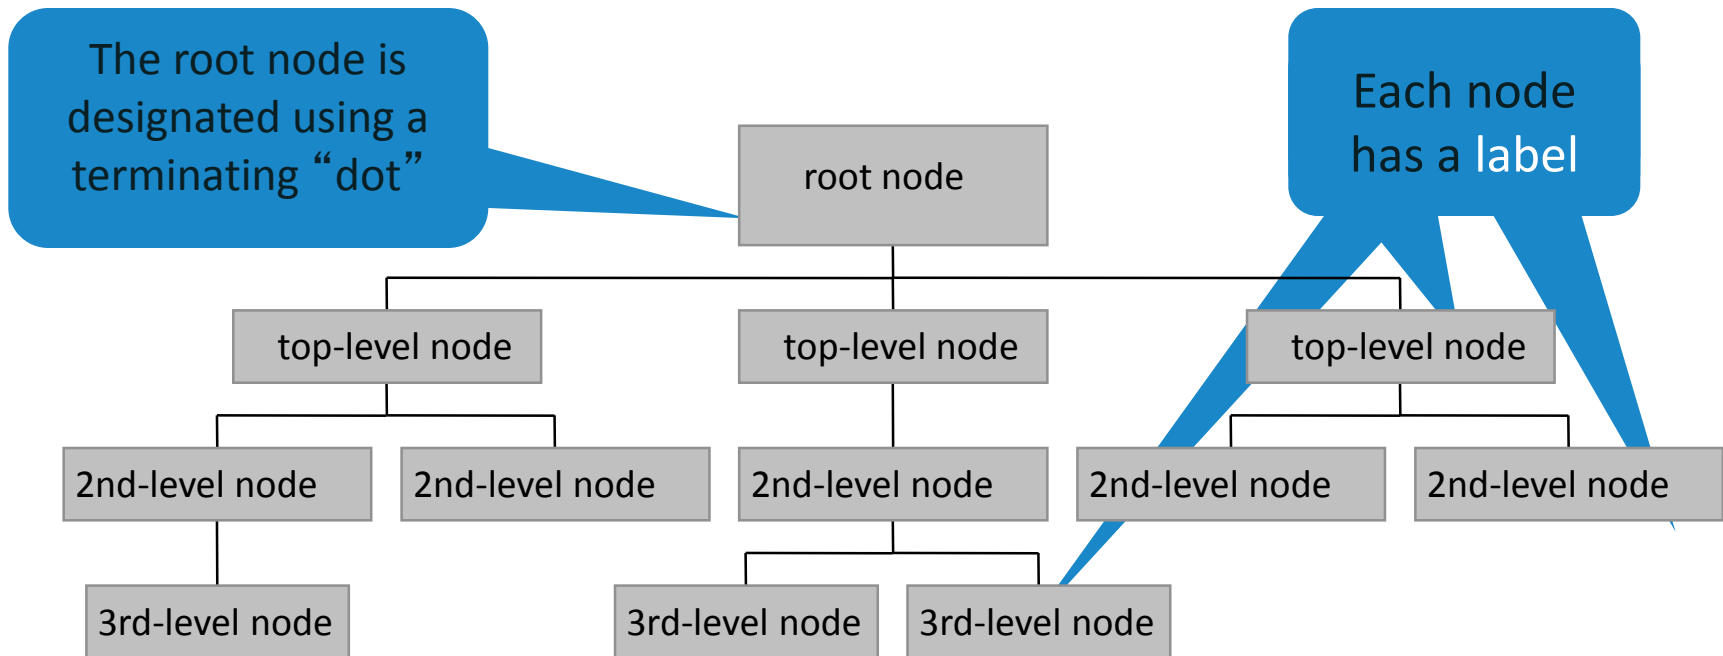 The root node is
designated using a
terminating “dot”
Each node
has a label
root node
top-level node
top-level node
top-level node
2nd-level node
2nd-level node
2nd-level node
2nd-level node
2nd-level node
3rd-level node
3rd-level node
3rd-level node